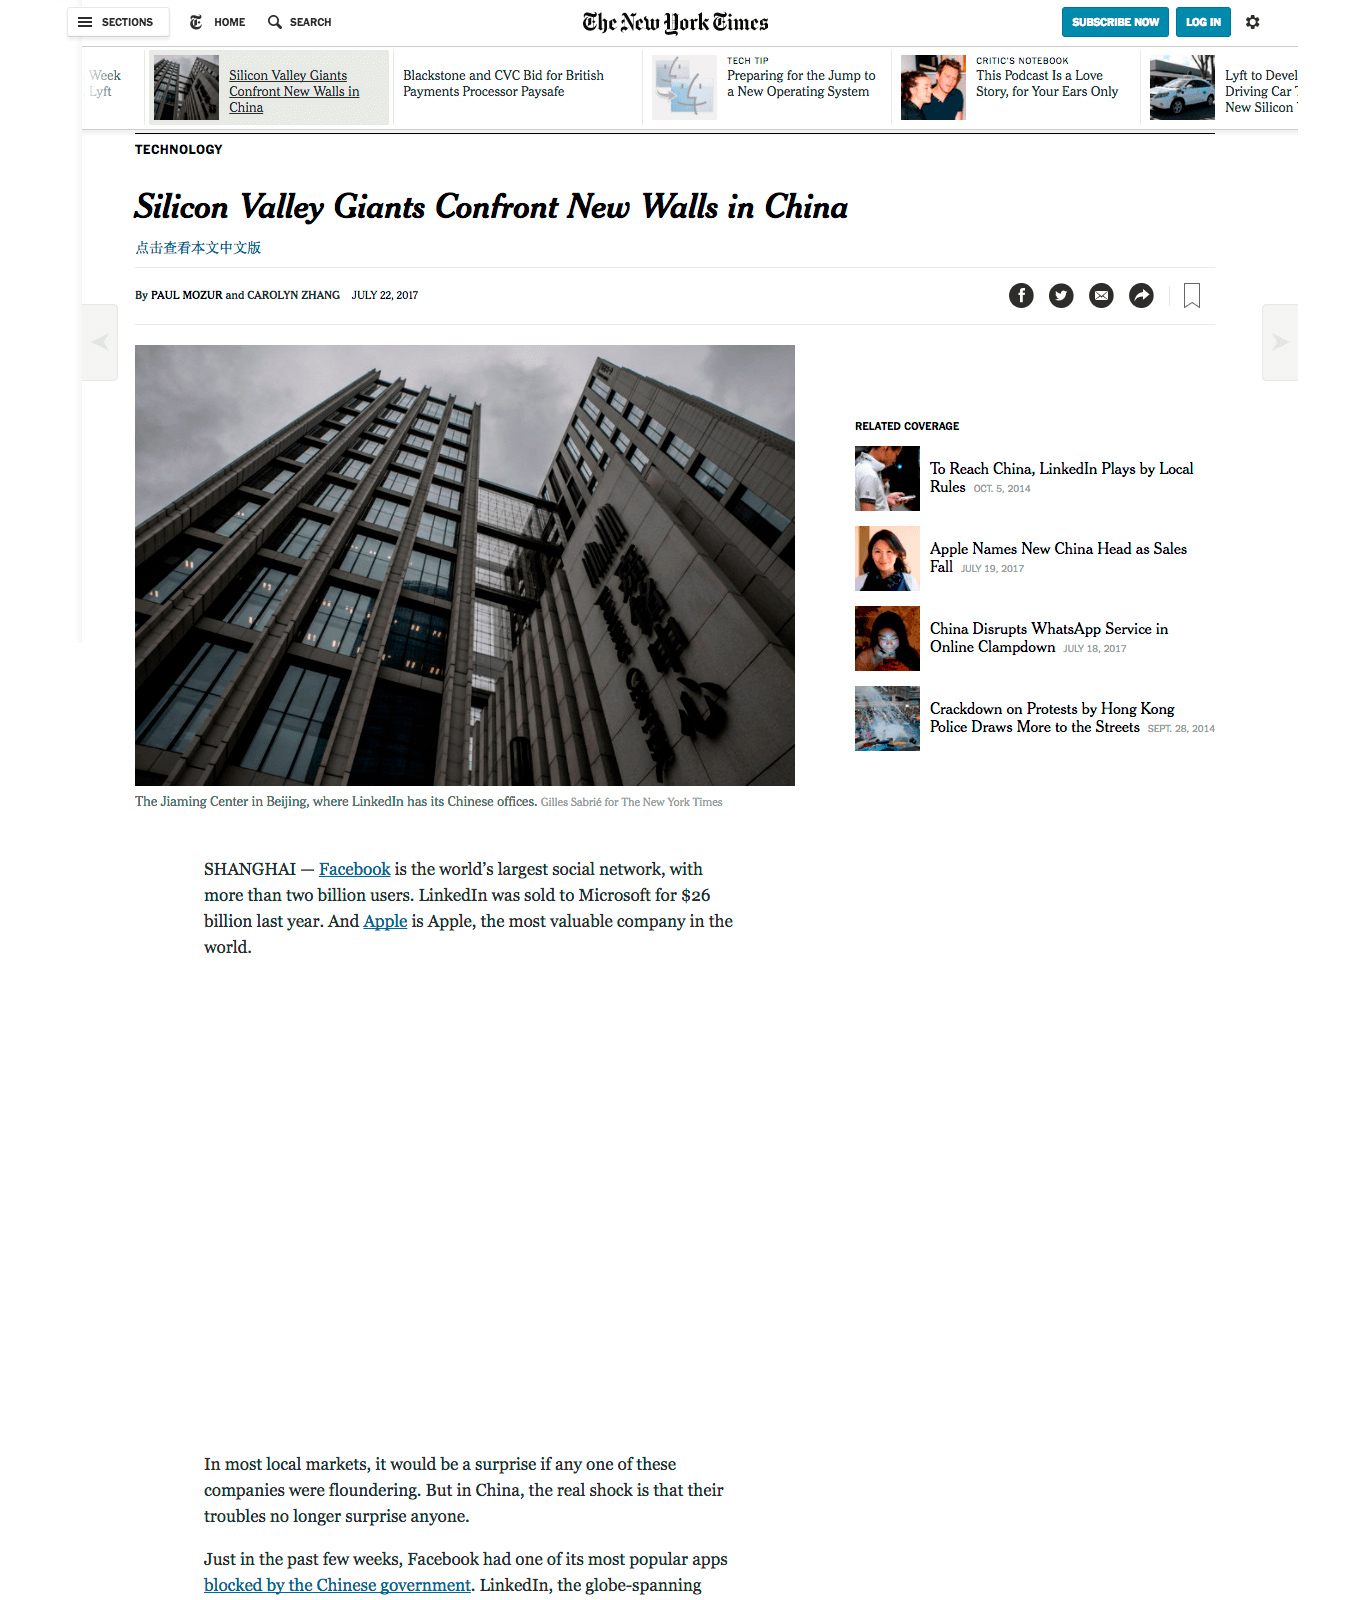 SECTIONS
HOME
SEARCH
The New York Times
SUBSCRIBE NOW
LOG IN
Week
Lyft
Silicon Valley Giants
Confront New Walls in
China
Blackstone and CVC Bid for British
Payments Processor Paysafe
TECH TIP
Preparing for the Jump to
a New Operating System
CRITIC'S NOTEBOOK
This Podcast Is a Love
Story, for Your Ears Only
Lyft to Devel
Driving Car
New Silicon
TECHNOLOGY
Silicon Valley Giants Confront New Walls in China
点击查看本文中文版
By PAUL MOZUR and CAROLYN ZHANG JULY 22, 2017
RELATED COVERAGE
To Reach China, LinkedIn Plays by Local
Rules OCT. 5, 2014
Apple Names New China Head as Sales
Fall JULY 19, 2017
China Disrupts WhatsApp Service in
Online Clampdown JULY 18, 2017
Crackdown on Protests by Hong Kong
Police Draws More to the Streets SEPT. 28, 2014
The Jiaming Center in Beijing, where LinkedIn has its Chinese offices. Gilles Sabrié for The New York Times
SHANGHAI — Facebook is the world’s largest social network, with
more than two billion users. LinkedIn was sold to Microsoft for $26
billion last year. And Apple is Apple, the most valuable company in the
world.
In most local markets, it would be a surprise if any one of these
companies were floundering. But in China, the real shock is that their
troubles no longer surprise anyone.
Just in the past few weeks, Facebook had one of its most popular apps
blocked by the Chinese government. LinkedIn, the globe-spanning